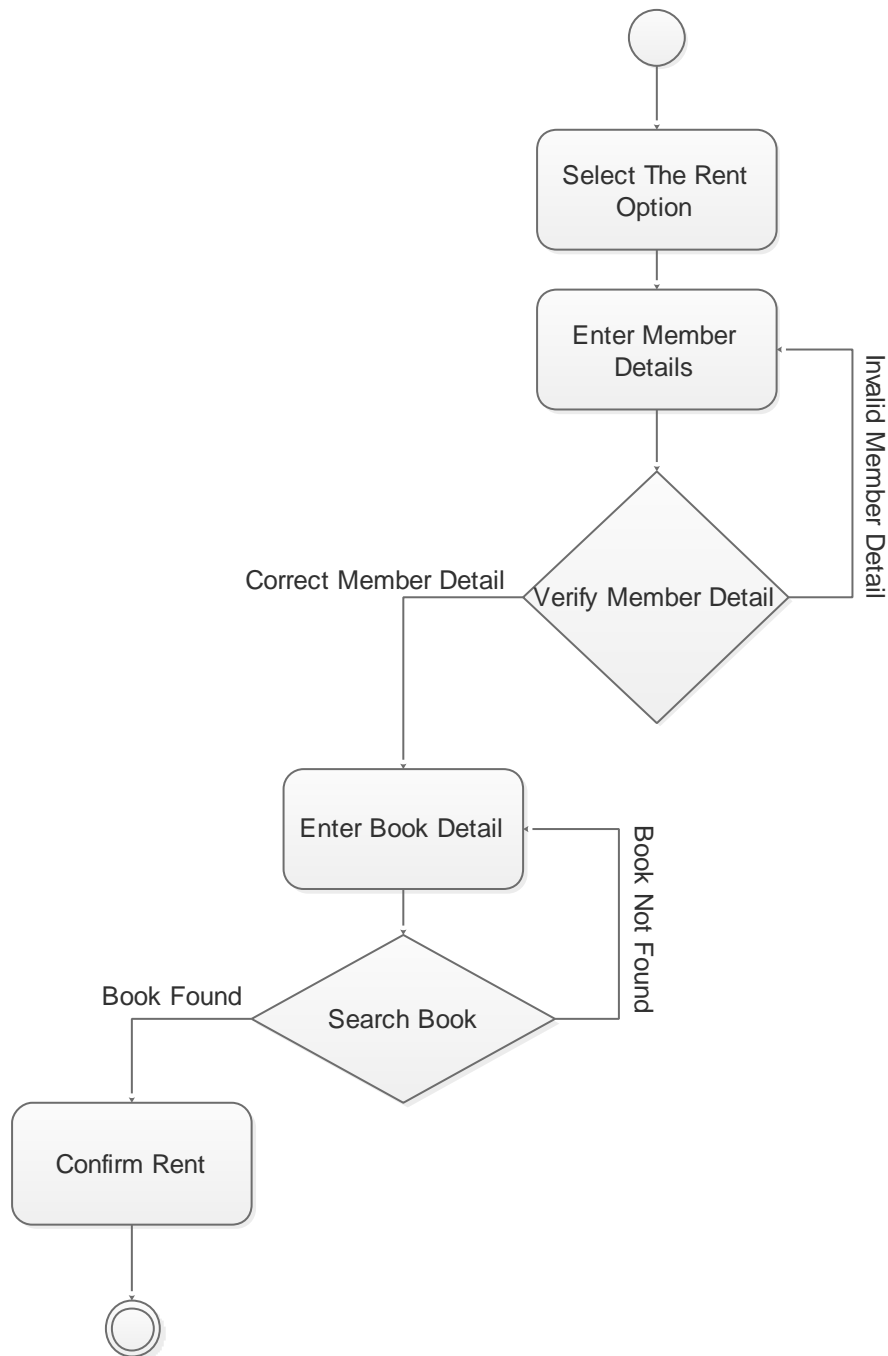 Select The Rent
Option
Enter Member
Details
Invalid Member Detail
Correct Member Detail
Verify Member Detail
Enter Book Detail
Book Not Found
Book Found
Search Book
Confirm Rent